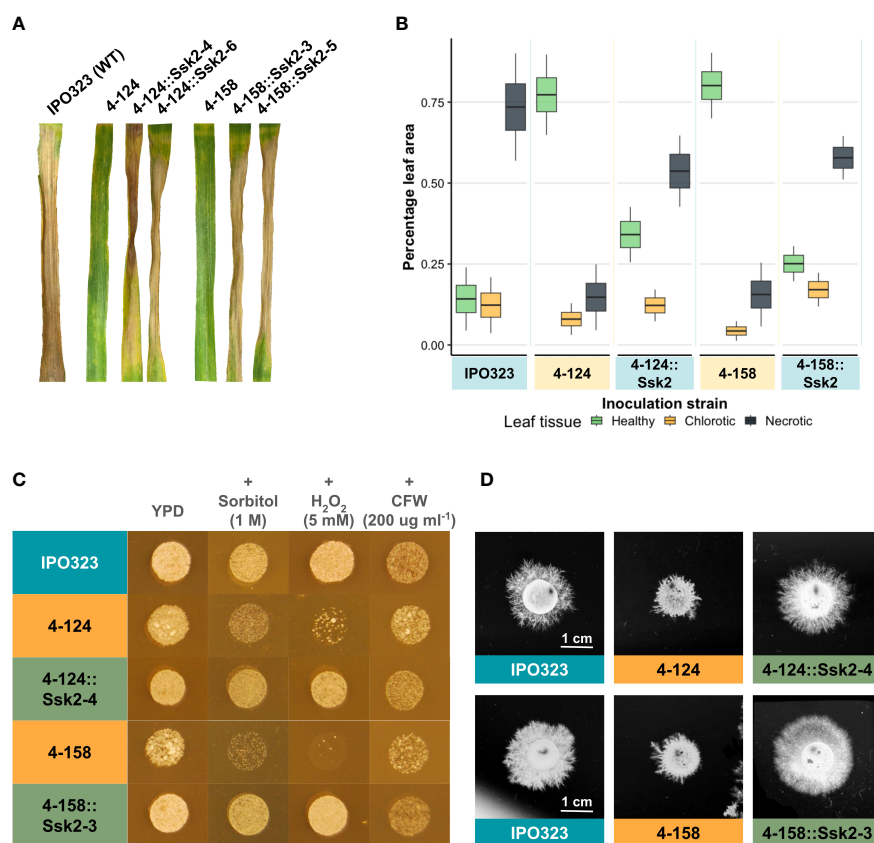 A
IPO323 (WT)
4-124
4-124::Ssk2-4
4-124::Ssk2-6
4-158
4-158::Ssk2-3
4-158::Ssk2-5
B
Percentage leaf area
0.75
0.50
0.25
0.00
IPO323
4-124
4-124::
Ssk2
4-158
4-158::
Ssk2
Inoculation strain
Leaf tissue Healthy Chlorotic Necrotic
C
YPD
+
Sorbitol
(1 M)
+
H₂O₂
(5 mM)
+
CFW
(200 ug ml⁻¹)
IPO323
4-124
4-124::
Ssk2-4
4-158
4-158::
Ssk2-3
D
1 cm
IPO323
4-124
4-124::Ssk2-4
1 cm
IPO323
4-158
4-158::Ssk2-3